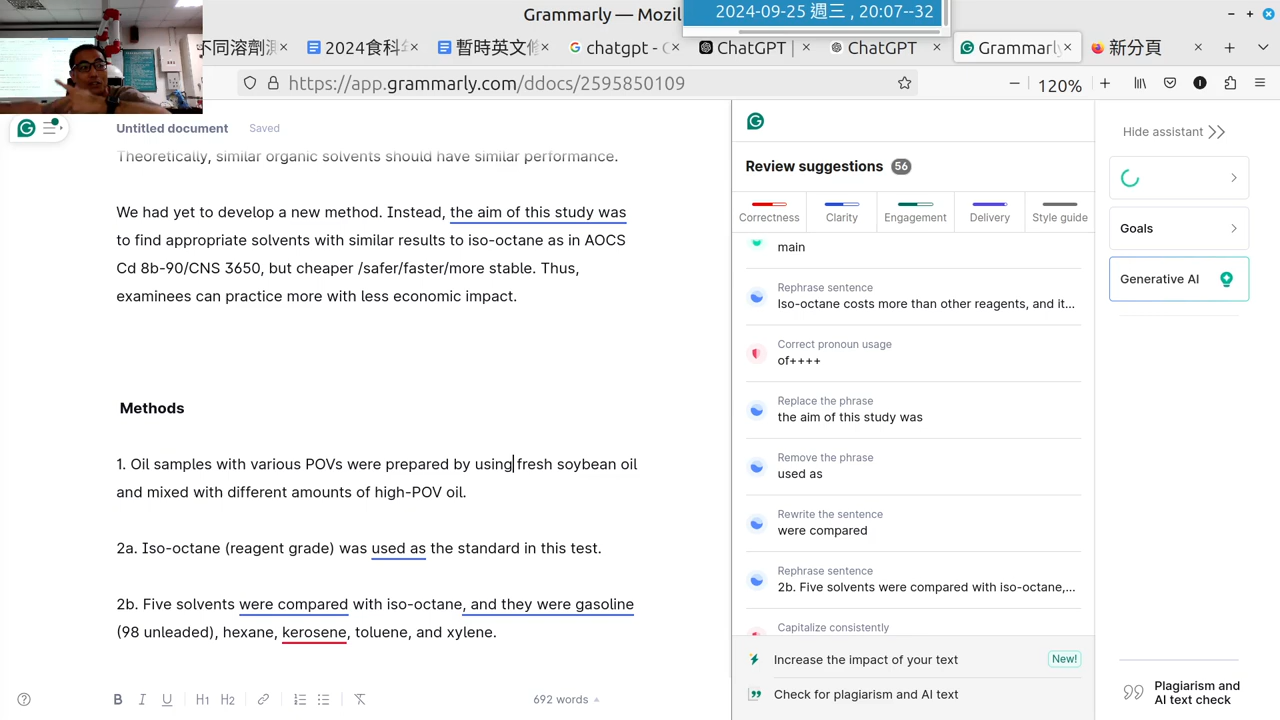 Grammarly — Mozil
2024-09-25 週三 , 20:07--32
不同溶劑測
2024食科
暫時英文修
chatgpt - G
ChatGPT |
ChatGPT
Grammarly
新分頁
https://app.grammarly.com/ddocs/2595850109
120%
Untitled document
Saved
Theoretically, similar organic solvents should have similar performance.
We had yet to develop a new method. Instead, the aim of this study was
to find appropriate solvents with similar results to iso-octane as in AOCS
Cd 8b-90/CNS 3650, but cheaper /safer/faster/more stable. Thus,
examinees can practice more with less economic impact.
Methods
1. Oil samples with various POVs were prepared by using fresh soybean oil
and mixed with different amounts of high-POV oil.
2a. Iso-octane (reagent grade) was used as the standard in this test.
2b. Five solvents were compared with iso-octane, and they were gasoline
(98 unleaded), hexane, kerosene, toluene, and xylene.
B I U H1 H2
692 words
Review suggestions 56
Correctness
Clarity
Engagement
Delivery
Style guide
main
Rephrase sentence
Iso-octane costs more than other reagents, and it...
Correct pronoun usage
of++++
Replace the phrase
the aim of this study was
Remove the phrase
used as
Rewrite the sentence
were compared
Rephrase sentence
2b. Five solvents were compared with iso-octane,...
Capitalize consistently
Increase the impact of your text
New!
Check for plagiarism and AI text
Hide assistant
Goals
Generative AI
Plagiarism and
AI text check